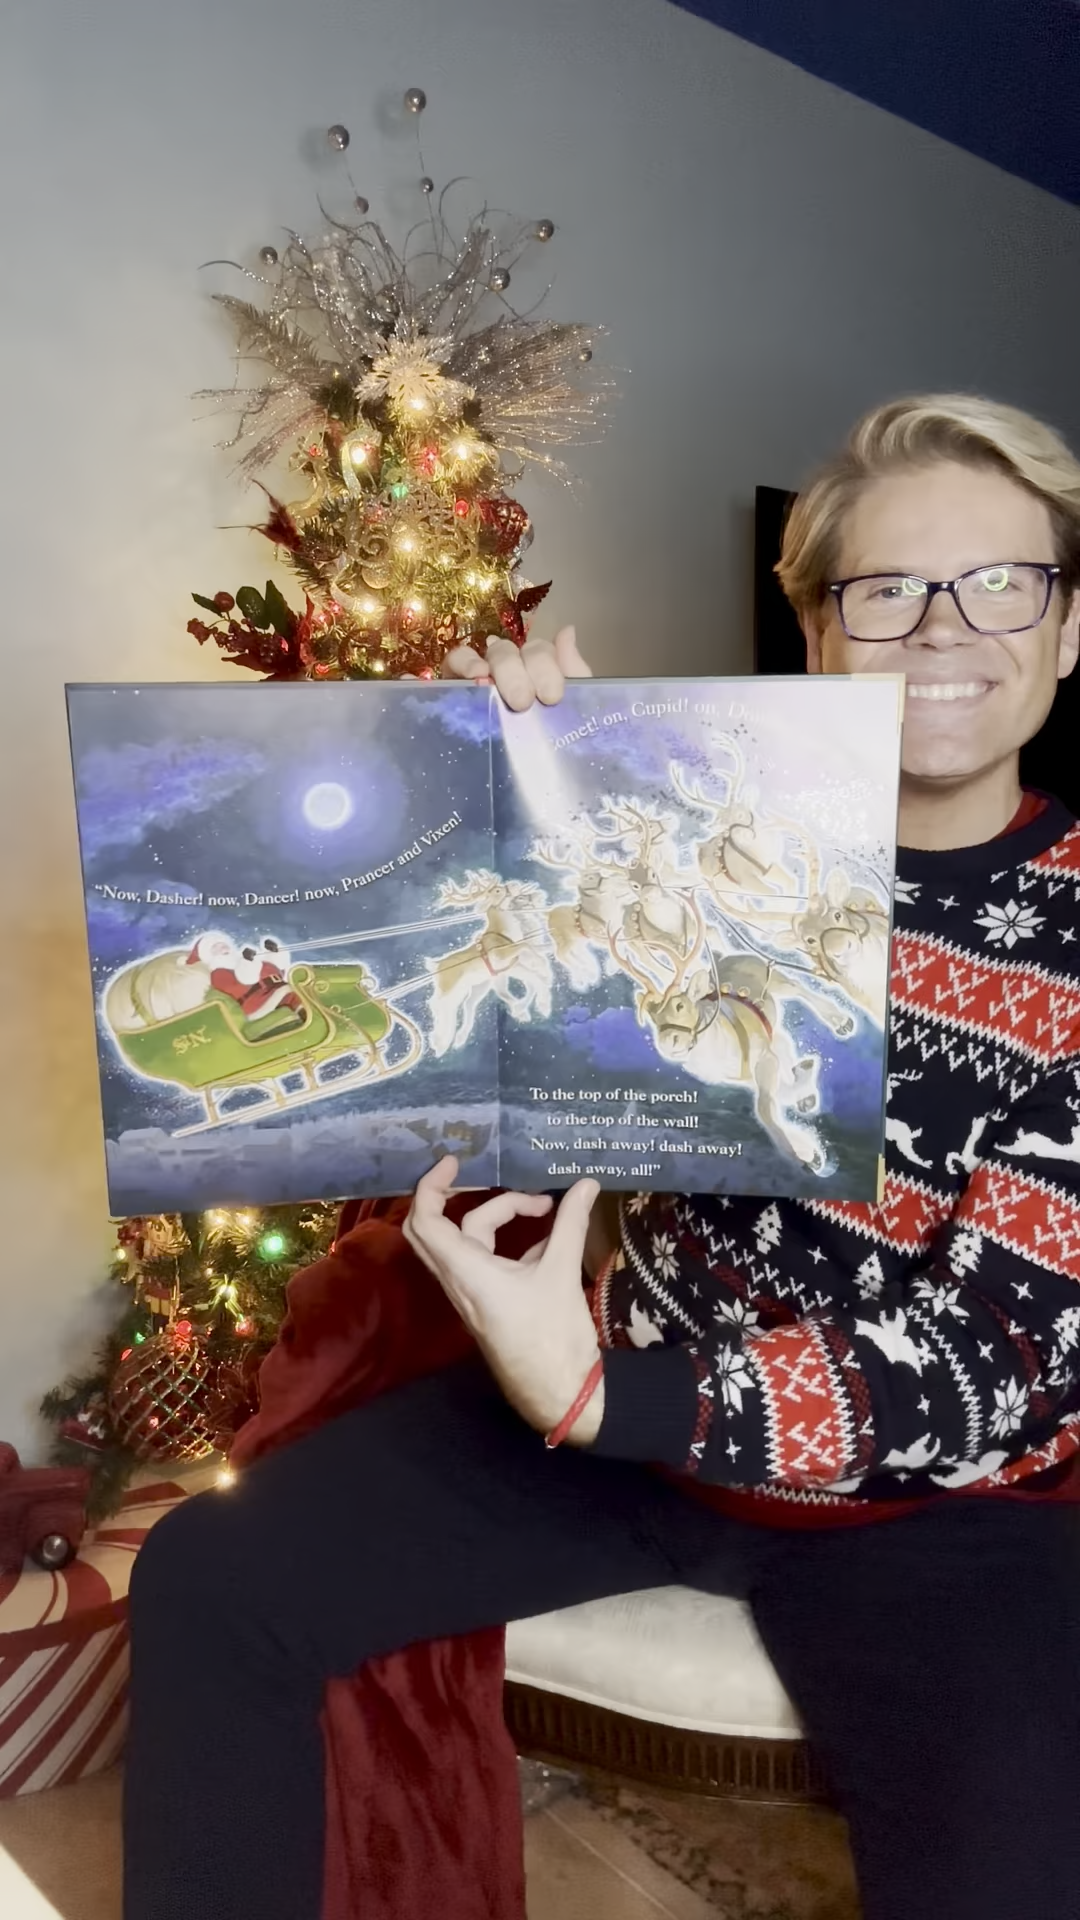 "Now, Dasher! now, Dancer! now, Prancer and Vixen!
Comet! on, Cupid! on,
To the top of the porch!
to the top of the wall!
Now, dash away! dash away!
dash away, all!"
SN